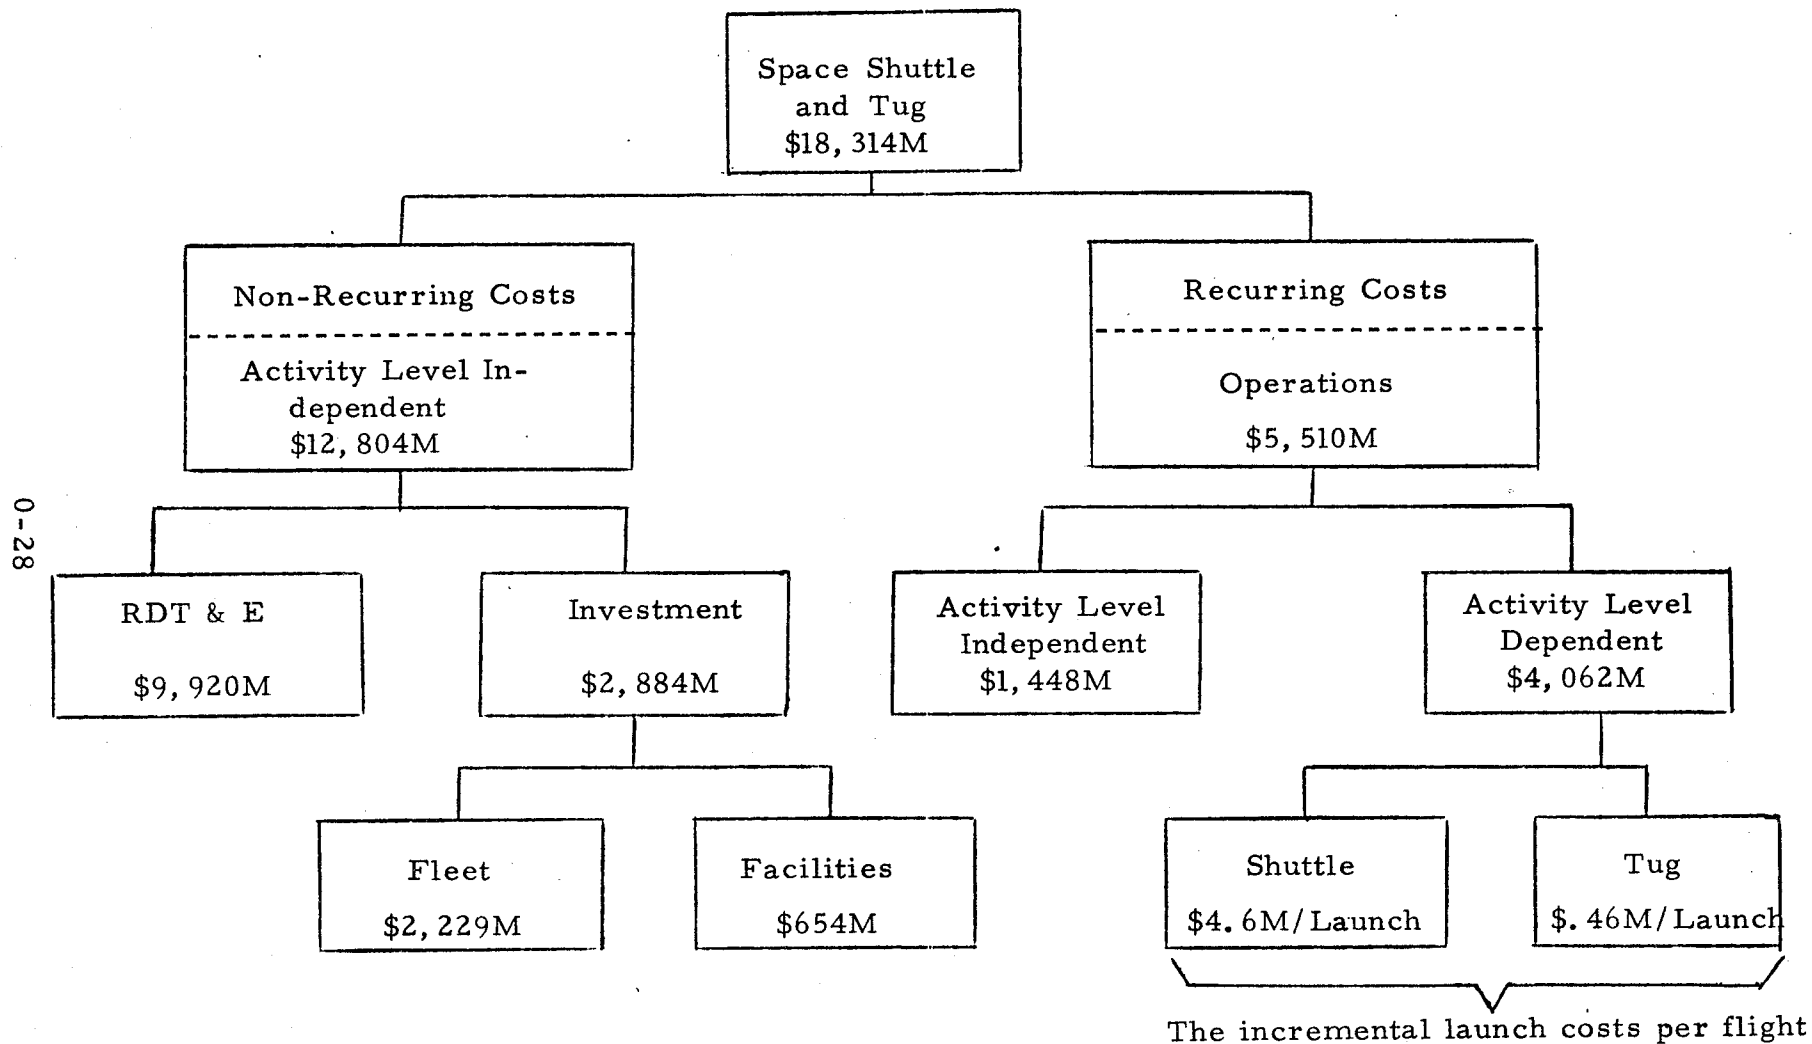 Space Shuttle
and Tug
$18, 314M
Non-Recurring Costs
Activity Level In-
dependent
$12, 804M
Recurring Costs
Operations
$5, 510M
0-28
RDT & E
$9, 920M
Investment
$2, 884M
Activity Level
Independent
$1, 448M
Activity Level
Dependent
$4, 062M
Fleet
$2, 229M
Facilities
$654M
Shuttle
$4. 6M/Launch
Tug
$. 46M/Launch
The incremental launch costs per flight